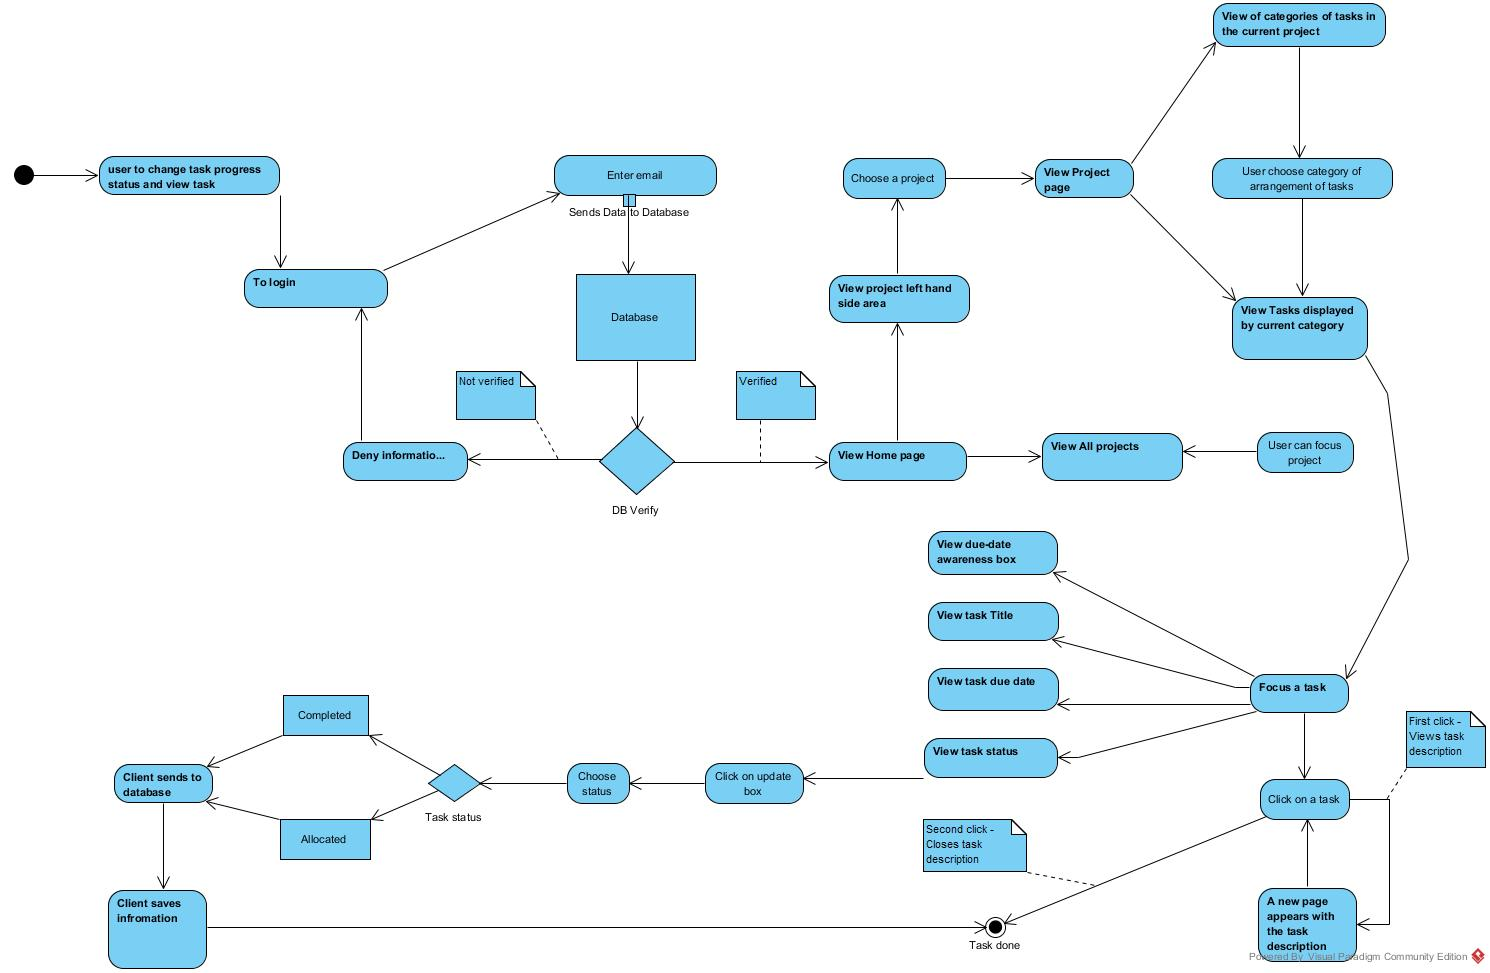 View of categories of tasks in
the current project
user to change task progress
status and view task
Enter email
Sends Data to Database
Choose a project
View Project
page
User choose category of
arrangement of tasks
To login
Database
View project left hand
side area
View Tasks displayed
by current category
Not verified
Verified
Deny informatio...
DB Verify
View Home page
View All projects
User can focus
project
View due-date
awareness box
View task Title
View task due date
View task status
Focus a task
First click -
Views task
description
Completed
Client sends to
database
Allocated
Task status
Choose
status
Click on update
box
Click on a task
Second click -
Closes task
description
Client saves
infromation
Task done
A new page
appears with
the task
description
Powered By Visual Paradigm Community Edition